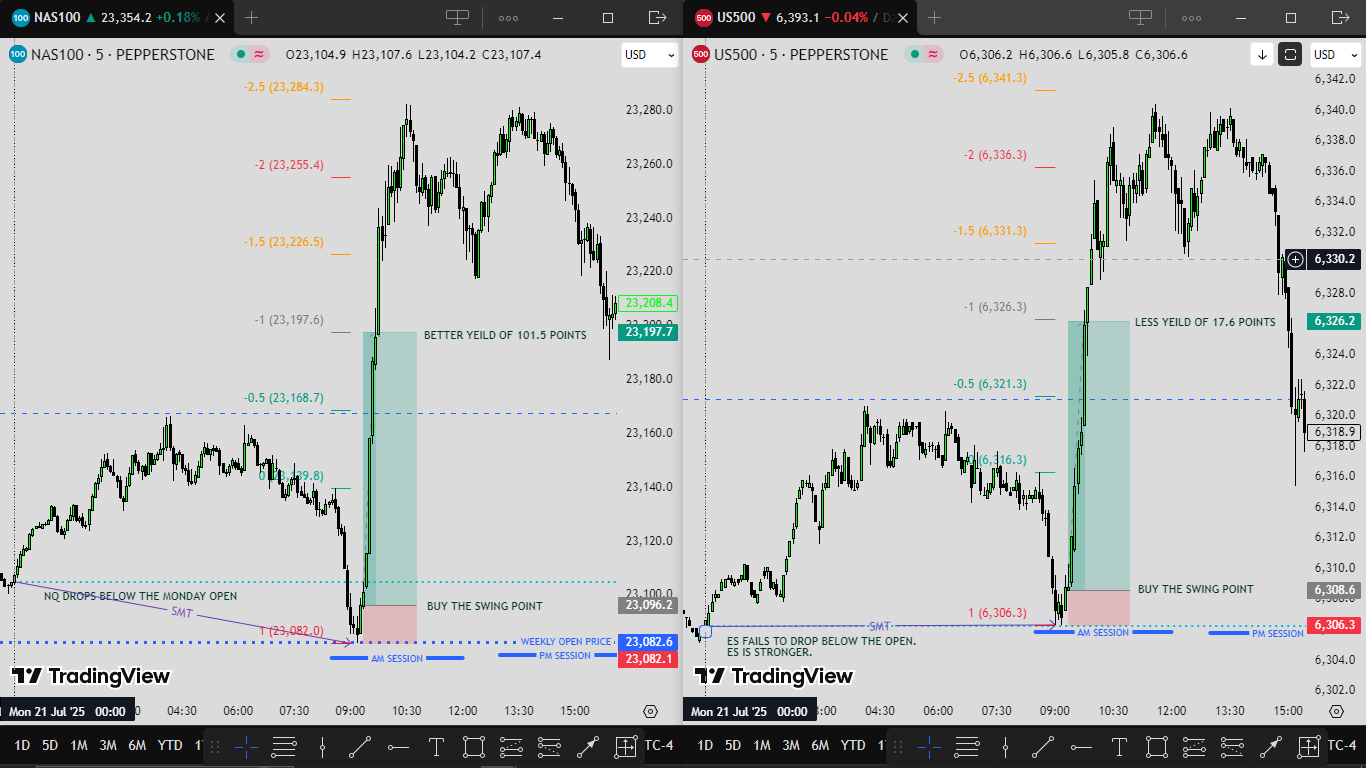 NAS100 ▲ 23,354.2 +0.18% /
US500 ▼ 6,393.1 −0.04% / Da
NAS100 · 5 · PEPPERSTONE
O23,104.9 H23,107.6 L23,104.2 C23,107.4
USD
-2.5 (23,284.3)
-2 (23,255.4)
-1.5 (23,226.5)
-1 (23,197.6)
BETTER YEILD OF 101.5 POINTS
-0.5 (23,168.7)
NQ DROPS BELOW THE MONDAY OPEN
SMT
BUY THE SWING POINT
1 (23,082.0)
WEEKLY OPEN PRICE
AM SESSION
PM SESSION
23,280.0
23,260.0
23,240.0
23,220.0
23,208.4
23,197.7
23,180.0
23,160.0
23,140.0
23,120.0
23,100.0
23,096.2
23,082.6
23,082.1
TradingView
Mon 21 Jul '25 00:00
04:30
06:00
07:30
09:00
10:30
12:00
13:30
15:00
1D 5D 1M 3M 6M YTD
TC-4
US500 · 5 · PEPPERSTONE
O6,306.2 H6,306.6 L6,305.8 C6,306.6
USD
-2.5 (6,341.3)
-2 (6,336.3)
-1.5 (6,331.3)
-1 (6,326.3)
LESS YEILD OF 17.6 POINTS
-0.5 (6,321.3)
0 (6,316.3)
BUY THE SWING POINT
1 (6,306.3)
SMT
ES FAILS TO DROP BELOW THE OPEN.
ES IS STRONGER.
AM SESSION
PM SESSION
6,342.0
6,340.0
6,338.0
6,336.0
6,334.0
6,332.0
6,330.2
6,328.0
6,326.2
6,324.0
6,322.0
6,320.0
6,318.9
6,318.0
6,316.0
6,314.0
6,312.0
6,310.0
6,308.6
6,306.3
6,304.0
6,302.0
TradingView
Mon 21 Jul '25 00:00
04:30
06:00
07:30
09:00
10:30
12:00
13:30
15:00
1D 5D 1M 3M 6M YTD
TC-4